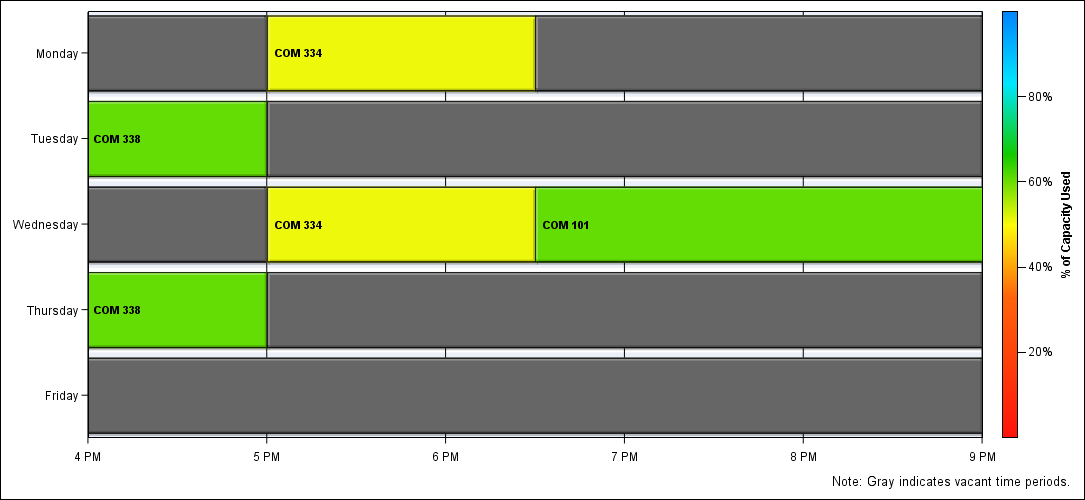 Monday
COM 334
Tuesday
COM 338
Wednesday
COM 334
COM 101
Thursday
COM 338
Friday
4 PM
5 PM
6 PM
7 PM
8 PM
9 PM
80%
60%
40%
20%
% of Capacity Used
Note: Gray indicates vacant time periods.